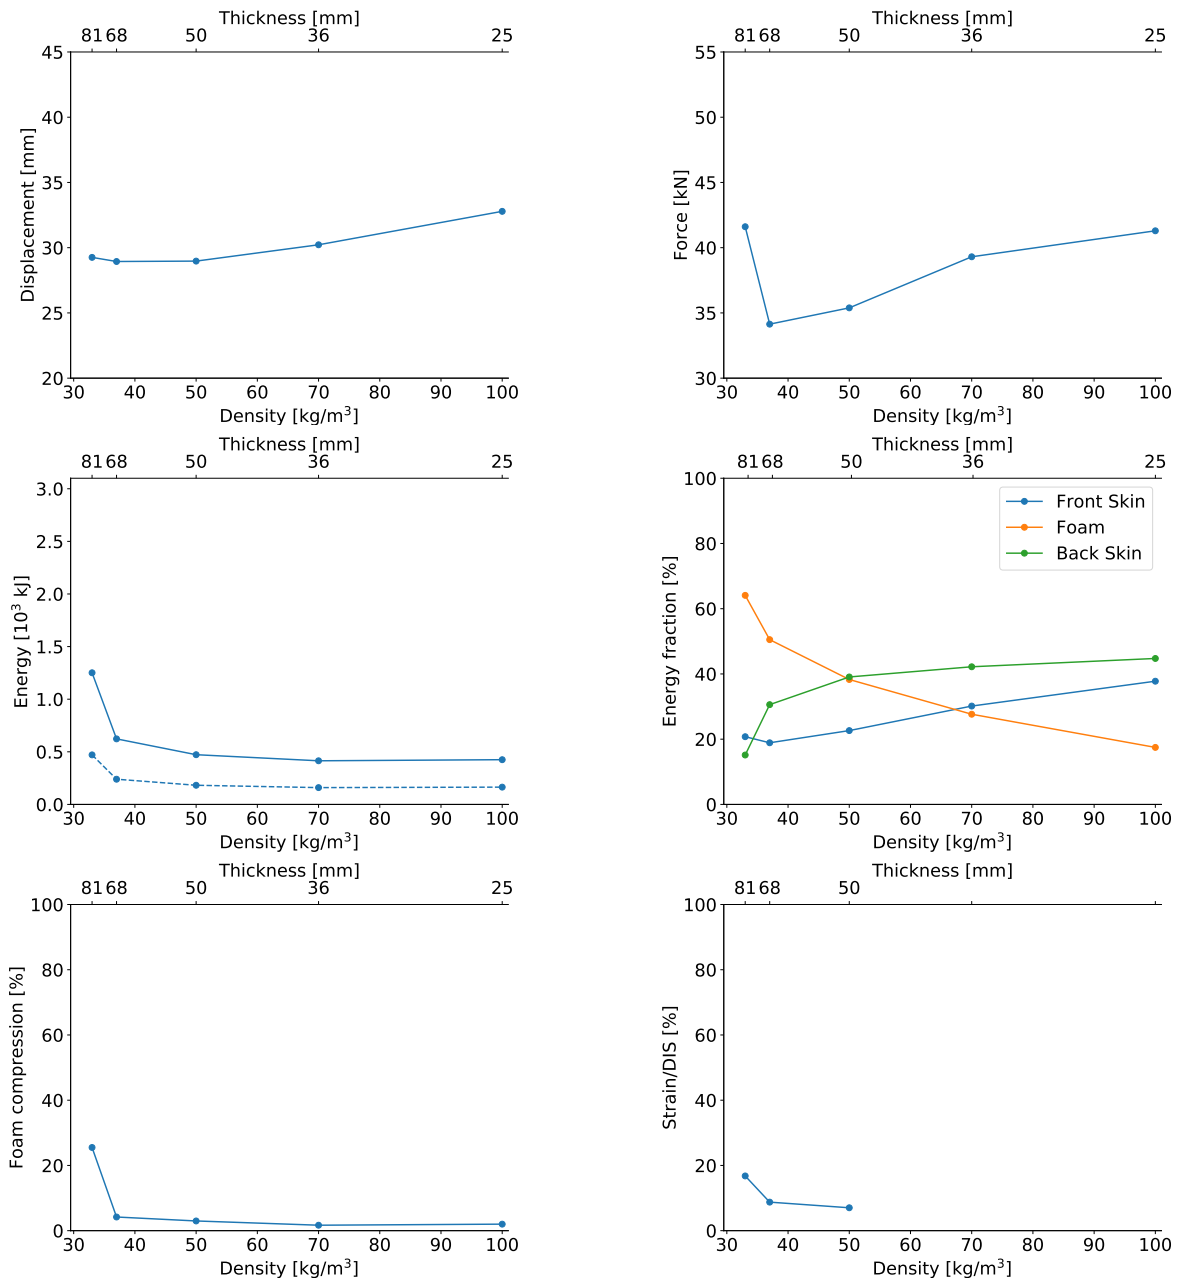 Thickness [mm]
81 68 50 36 25
45
40
35
30
25
20
Displacement [mm]
30 40 50 60 70 80 90 100
Density [kg/m³]
Thickness [mm]
81 68 50 36 25
55
50
45
40
35
30
Force [kN]
30 40 50 60 70 80 90 100
Density [kg/m³]
Thickness [mm]
81 68 50 36 25
3.0
2.5
2.0
1.5
1.0
0.5
0.0
Energy [10³ kJ]
30 40 50 60 70 80 90 100
Density [kg/m³]
Thickness [mm]
81 68 50 36 25
100
80
60
40
20
0
Energy fraction [%]
Front Skin
Foam
Back Skin
30 40 50 60 70 80 90 100
Density [kg/m³]
Thickness [mm]
81 68 50 36 25
100
80
60
40
20
0
Foam compression [%]
30 40 50 60 70 80 90 100
Density [kg/m³]
Thickness [mm]
81 68 50
100
80
60
40
20
0
Strain/DIS [%]
30 40 50 60 70 80 90 100
Density [kg/m³]